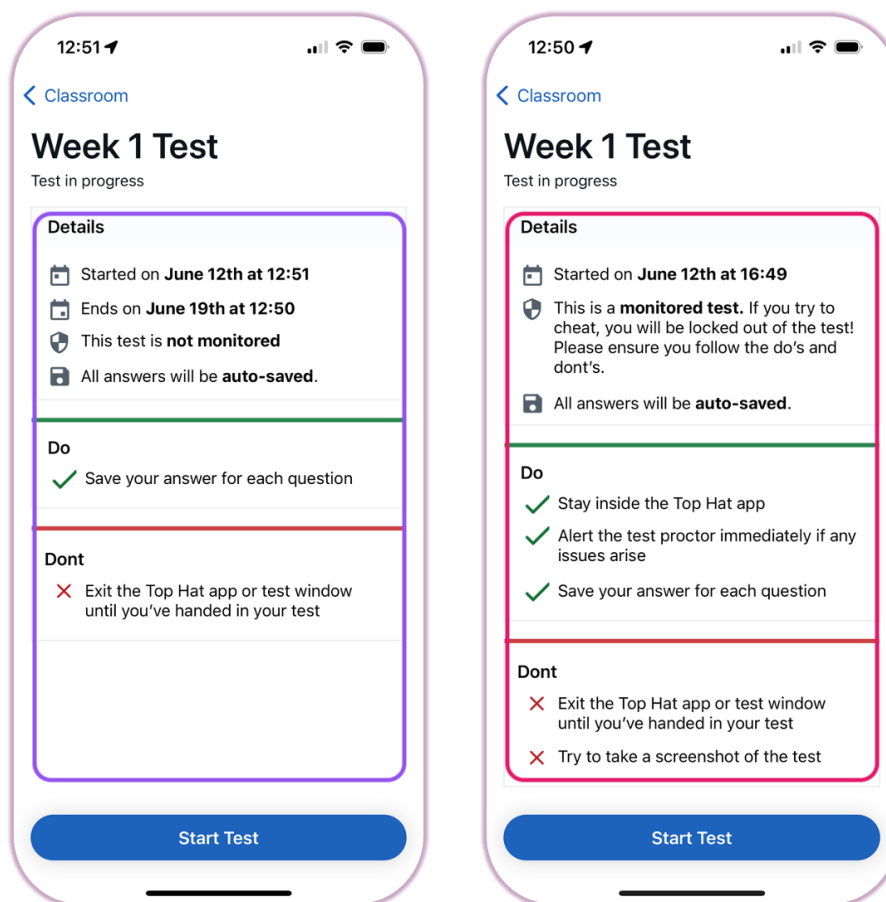 12:51
Classroom
Week 1 Test
Test in progress
Details
Started on June 12th at 12:51
Ends on June 19th at 12:50
This test is not monitored
All answers will be auto-saved.
Do
Save your answer for each question
Dont
Exit the Top Hat app or test window
until you've handed in your test
Start Test
12:50
Classroom
Week 1 Test
Test in progress
Details
Started on June 12th at 16:49
This is a monitored test. If you try to
cheat, you will be locked out of the test!
Please ensure you follow the do's and
dont's.
All answers will be auto-saved.
Do
Stay inside the Top Hat app
Alert the test proctor immediately if any
issues arise
Save your answer for each question
Dont
Exit the Top Hat app or test window
until you've handed in your test
Try to take a screenshot of the test
Start Test